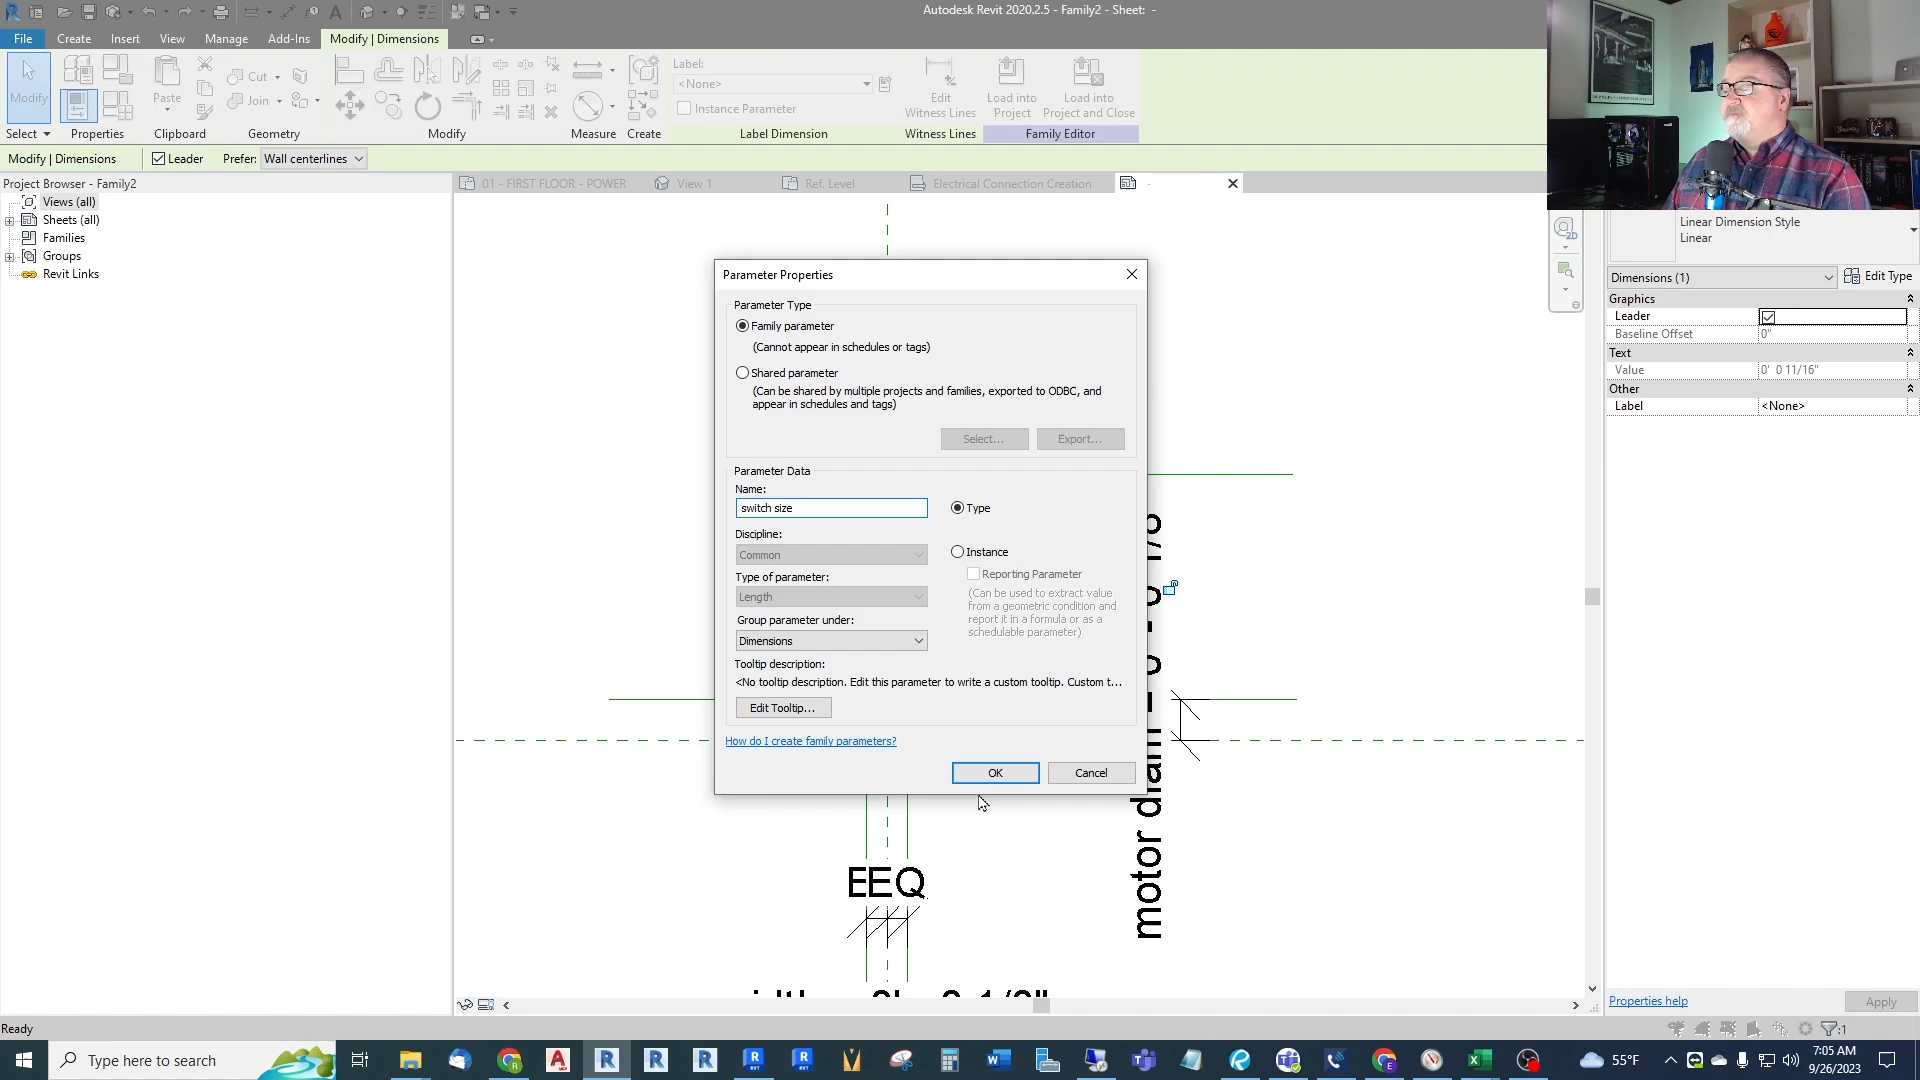 Autodesk Revit 2020.2.5 - Family2 - Sheet: -
File Create Insert View Manage Add-Ins Modify | Dimensions
Modify
Paste
Cut
Join
Label:
<None>
Instance Parameter
Edit
Witness Lines
Load into
Project
Load into
Project and Close
Select Properties Clipboard Geometry Modify Measure Create Label Dimension Witness Lines Family Editor
Modify | Dimensions Leader Prefer: Wall centerlines
Project Browser - Family2
Views (all)
Sheets (all)
Families
Groups
Revit Links
01 - FIRST FLOOR - POWER View 1 Ref. Level Electrical Connection Creation -
Parameter Properties
Parameter Type
Family parameter
(Cannot appear in schedules or tags)
Shared parameter
(Can be shared by multiple projects and families, exported to ODBC, and
appear in schedules and tags)
Select... Export...
Parameter Data
Name:
switch size
Type
Discipline:
Common
Instance
Type of parameter:
Reporting Parameter
Length
(Can be used to extract value
from a geometric condition and
report it in a formula or as a
schedulable parameter)
Group parameter under:
Dimensions
Tooltip description:
<No tooltip description. Edit this parameter to write a custom tooltip. Custom t...
Edit Tooltip...
How do I create family parameters?
OK Cancel
EEQ
motor diam
2D
Linear Dimension Style
Linear
Dimensions (1) Edit Type
Graphics
Leader
Baseline Offset 0"
Text
Value 0' 0 11/16"
Other
Label <None>
Properties help Apply
Ready
:1
Type here to search
55°F
7:05 AM
9/26/2023